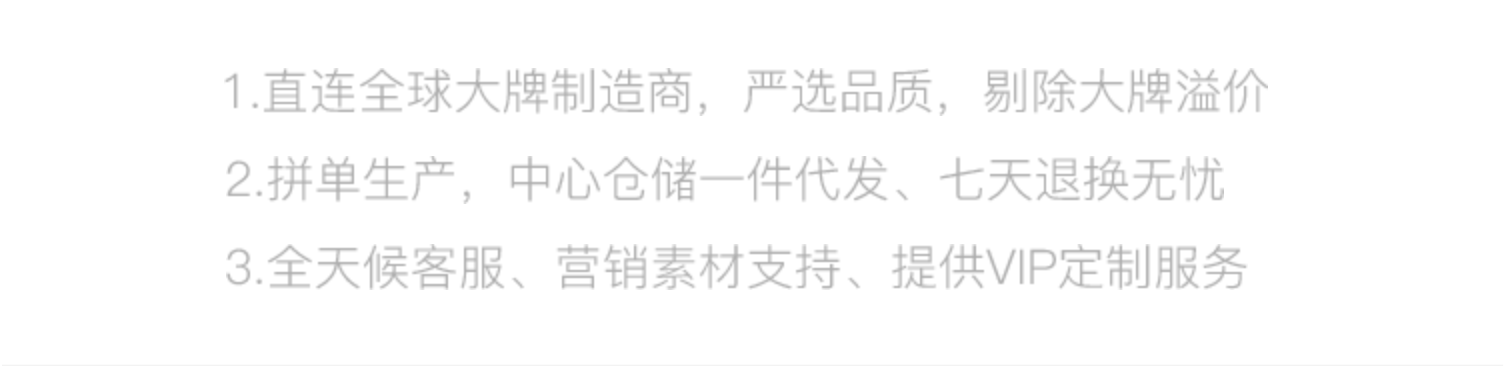 1.直连全球大牌制造商，严选品质，剔除大牌溢价
2.拼单生产，中心仓储一件代发、七天退换无忧
3.全天候客服、营销素材支持、提供VIP定制服务